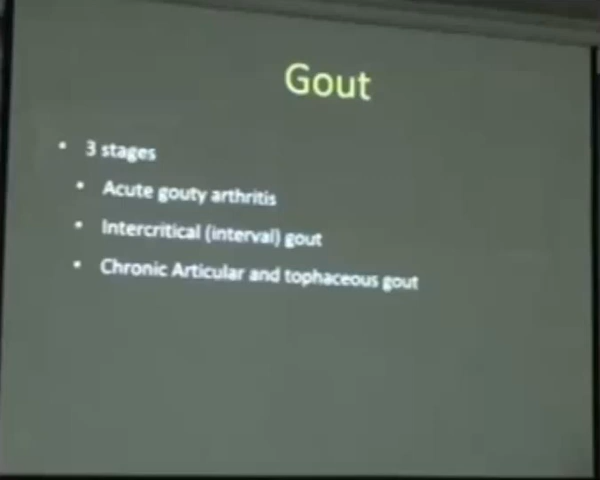 Gout
• 3 stages
• Acute gouty arthritis
• Intercritical (interval) gout
• Chronic Articular and tophaceous gout